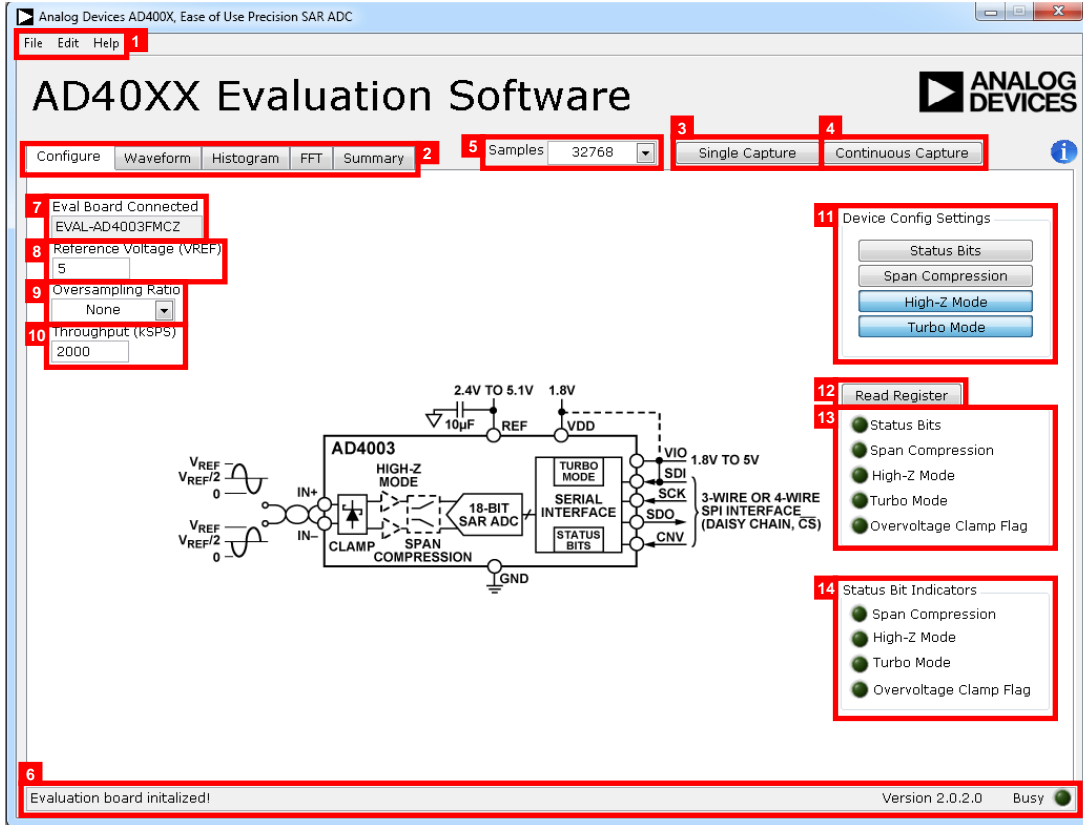 Analog Devices AD400X, Ease of Use Precision SAR ADC
File Edit Help 1
AD40XX Evaluation Software
ANALOG
DEVICES
3 4
Configure Waveform Histogram FFT Summary 2
5 Samples 32768
Single Capture Continuous Capture
i
7 Eval Board Connected
EVAL-AD4003FMCZ
8 Reference Voltage (VREF)
5
9 Oversampling Ratio
None
10 Throughput (kSPS)
2000
11 Device Config Settings
Status Bits
Span Compression
High-Z Mode
Turbo Mode
12 Read Register
13 Status Bits
Span Compression
High-Z Mode
Turbo Mode
Overvoltage Clamp Flag
14 Status Bit Indicators
Span Compression
High-Z Mode
Turbo Mode
Overvoltage Clamp Flag
2.4V TO 5.1V 1.8V
10µF REF VDD
AD4003
VREF
VREF/2
0
IN+
HIGH-Z
MODE
CLAMP
SPAN
COMPRESSION
18-BIT
SAR ADC
TURBO
MODE
SERIAL
INTERFACE
STATUS
BITS
VIO 1.8V TO 5V
SDI
SCK
SDO
CNV
3-WIRE OR 4-WIRE
SPI INTERFACE
(DAISY CHAIN, C̅S̅)
VREF
VREF/2
0
IN–
GND
6
Evaluation board initalized! Version 2.0.2.0 Busy